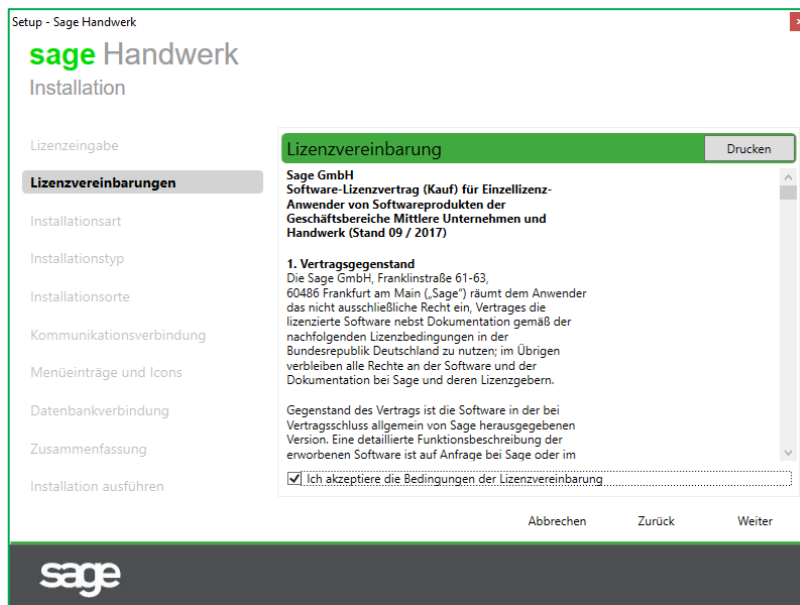 Setup - Sage Handwerk
sage Handwerk
Installation
Lizenzeingabe
Lizenzvereinbarungen
Installationsart
Installationstyp
Installationsorte
Kommunikationsverbindung
Menüeinträge und Icons
Datenbankverbindung
Zusammenfassung
Installation ausführen
Lizenzvereinbarung
Drucken
Sage GmbH
Software-Lizenzvertrag (Kauf) für Einzellizenz-
Anwender von Softwareprodukten der
Geschäftsbereiche Mittlere Unternehmen und
Handwerk (Stand 09 / 2017)
1. Vertragsgegenstand
Die Sage GmbH, Franklinstraße 61-63,
60486 Frankfurt am Main („Sage") räumt dem Anwender
das nicht ausschließliche Recht ein, Vertrages die
lizenzierte Software nebst Dokumentation gemäß der
nachfolgenden Lizenzbedingungen in der
Bundesrepublik Deutschland zu nutzen; im Übrigen
verbleiben alle Rechte an der Software und der
Dokumentation bei Sage und deren Lizenzgebern.
Gegenstand des Vertrags ist die Software in der bei
Vertragsschluss allgemein von Sage herausgegebenen
Version. Eine detaillierte Funktionsbeschreibung der
erworbenen Software ist auf Anfrage bei Sage oder im
Ich akzeptiere die Bedingungen der Lizenzvereinbarung
Abbrechen
Zurück
Weiter
sage